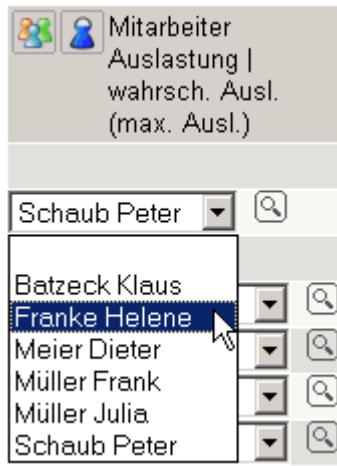 Mitarbeiter
Auslastung |
wahrsch. Ausl.
(max. Ausl.)
Schaub Peter
Batzeck Klaus
Franke Helene
Meier Dieter
Müller Frank
Müller Julia
Schaub Peter